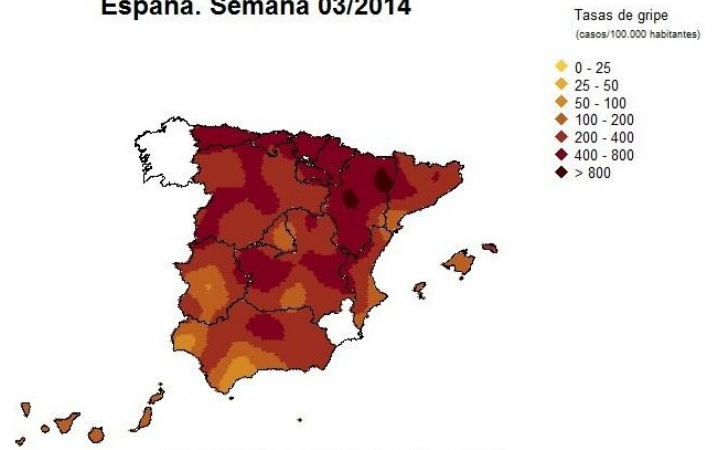 España. Semana 03/2014
Tasas de gripe
(casos/100.000 habitantes)
0 - 25
25 - 50
50 - 100
100 - 200
200 - 400
400 - 800
> 800